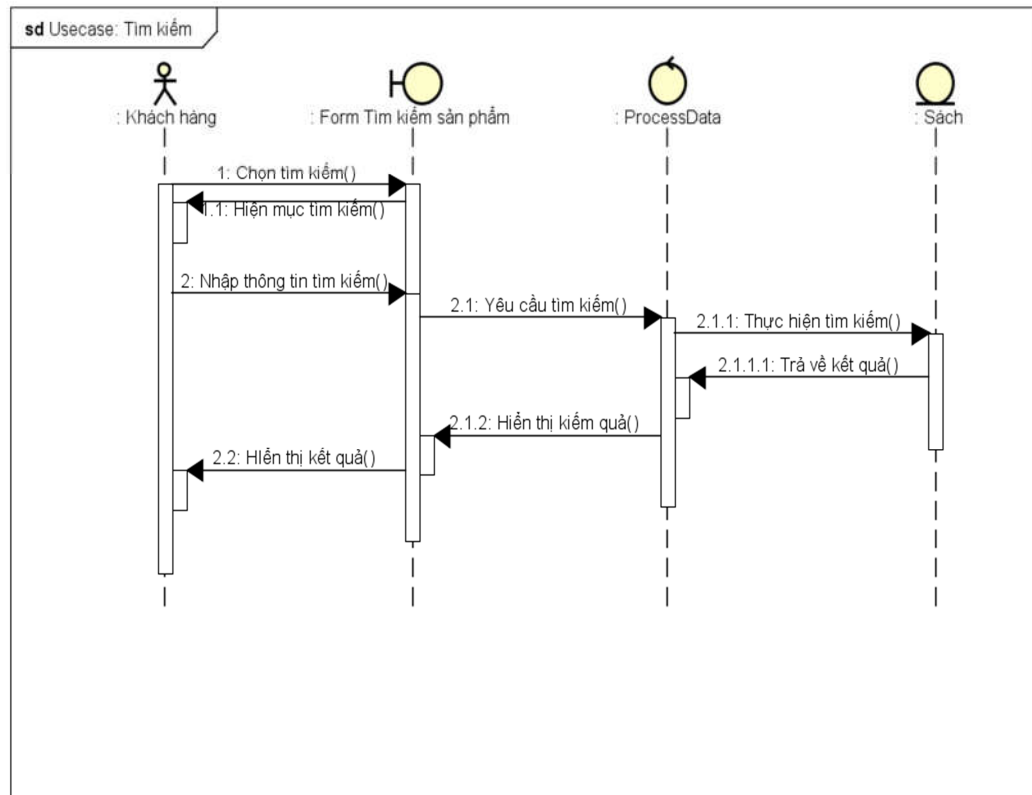 sd Usecase: Tìm kiếm
: Khách hàng
: Form Tìm kiếm sản phẩm
: ProcessData
: Sách
1: Chọn tìm kiếm()
1.1: Hiện mục tìm kiếm()
2: Nhập thông tin tìm kiếm()
2.1: Yêu cầu tìm kiếm()
2.1.1: Thực hiện tìm kiếm()
2.1.1.1: Trả về kết quả()
2.1.2: Hiển thị kiếm quả()
2.2: HIển thị kết quả()